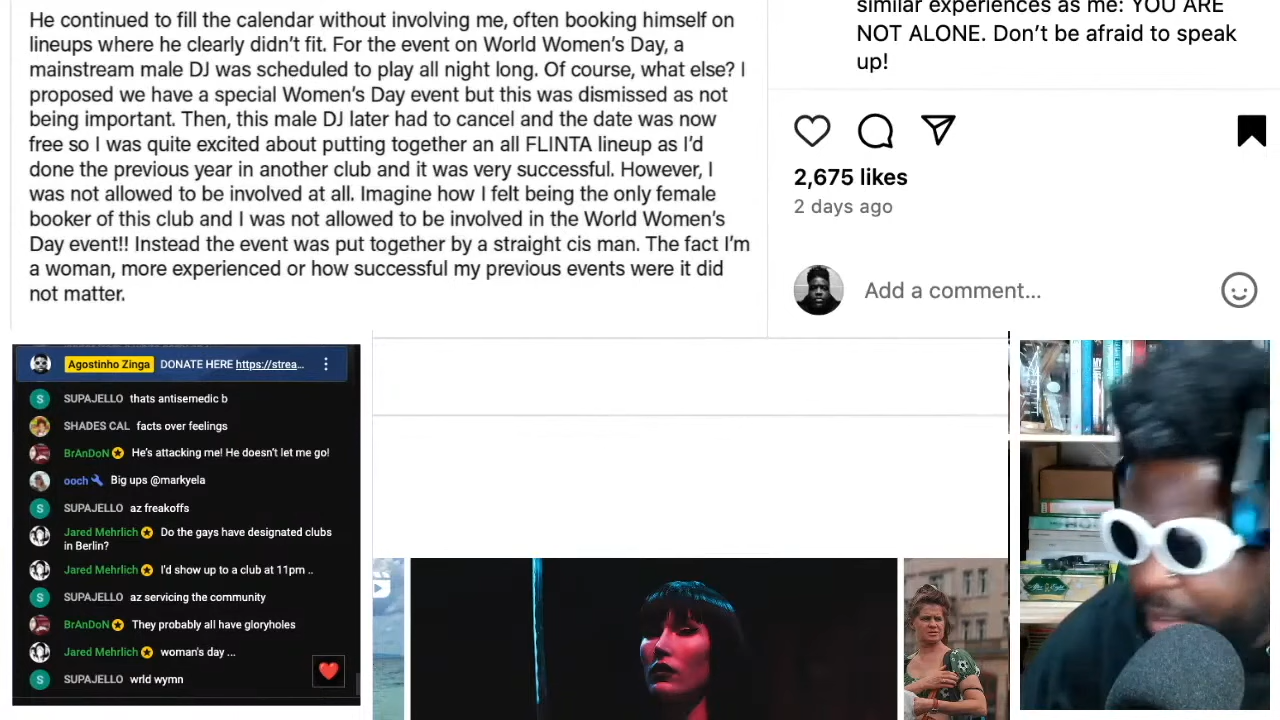 He continued to fill the calendar without involving me, often booking himself on
lineups where he clearly didn't fit. For the event on World Women's Day, a
mainstream male DJ was scheduled to play all night long. Of course, what else? I
proposed we have a special Women's Day event but this was dismissed as not
being important. Then, this male DJ later had to cancel and the date was now
free so I was quite excited about putting together an all FLINTA lineup as I'd
done the previous year in another club and it was very successful. However, I
was not allowed to be involved at all. Imagine how I felt being the only female
booker of this club and I was not allowed to be involved in the World Women's
Day event!! Instead the event was put together by a straight cis man. The fact I'm
a woman, more experienced or how successful my previous events were it did
not matter.
similar experiences as me: YOU ARE
NOT ALONE. Don't be afraid to speak
up!
2,675 likes
2 days ago
Add a comment...
Agostinho Zinga DONATE HERE https://strea...
S SUPAJELLO thats antisemedic b
SHADES CAL facts over feelings
BrAnDoN He's attacking me! He doesn't let me go!
ooch Big ups @markyela
S SUPAJELLO az freakoffs
Jared Mehrlich Do the gays have designated clubs
in Berlin?
Jared Mehrlich I'd show up to a club at 11pm ..
S SUPAJELLO az servicing the community
BrAnDoN They probably all have gloryholes
Jared Mehrlich woman's day ...
S SUPAJELLO wrld wymn